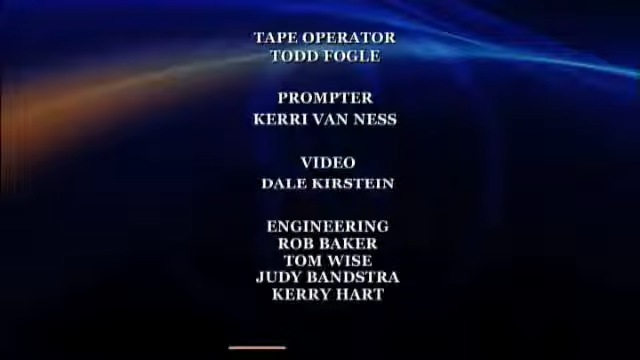 TAPE OPERATOR
TODD FOGLE
PROMPTER
KERRI VAN NESS
VIDEO
DALE KIRSTEIN
ENGINEERING
ROB BAKER
TOM WISE
JUDY BANDSTRA
KERRY HART